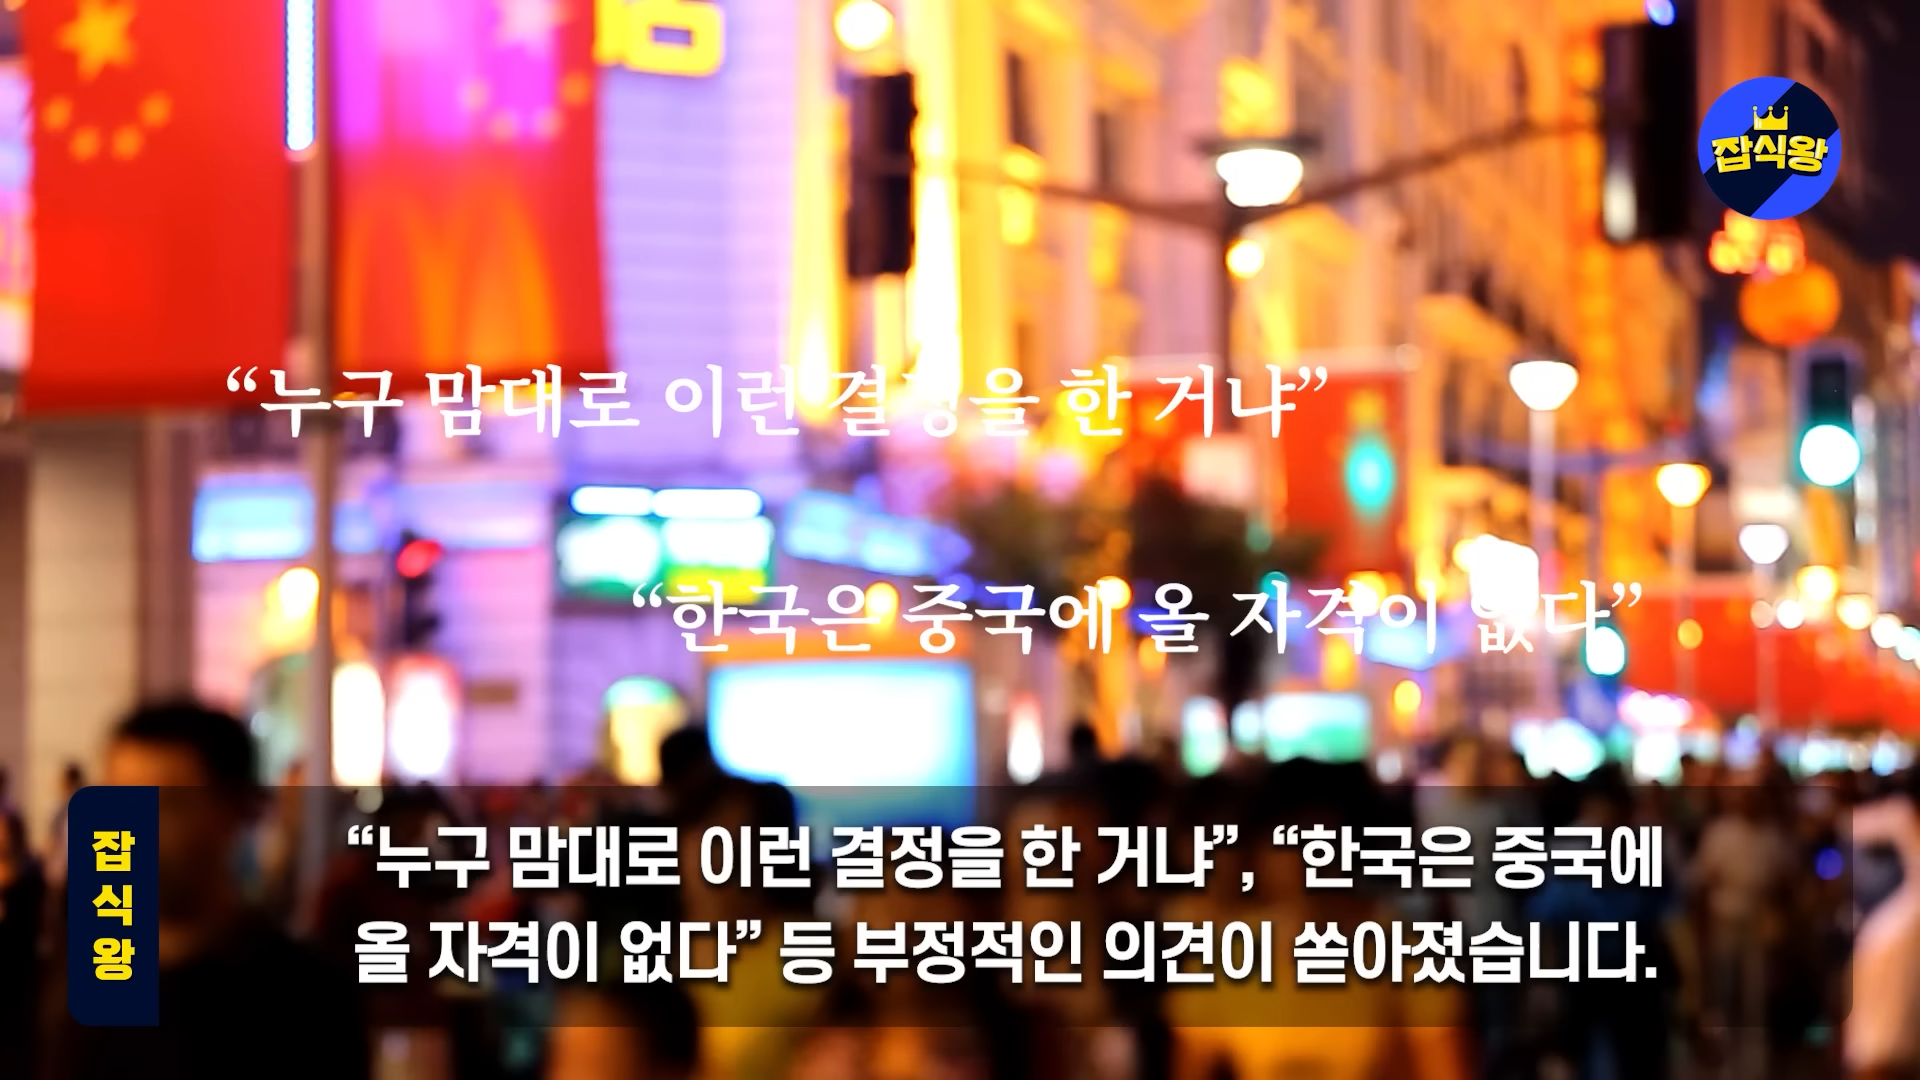 잡식왕
“누구 맘대로 이런 결정을 한 거냐”
“한국은 중국에 올 자격이 없다”
잡식왕
“누구 맘대로 이런 결정을 한 거냐”, “한국은 중국에
올 자격이 없다” 등 부정적인 의견이 쏟아졌습니다.